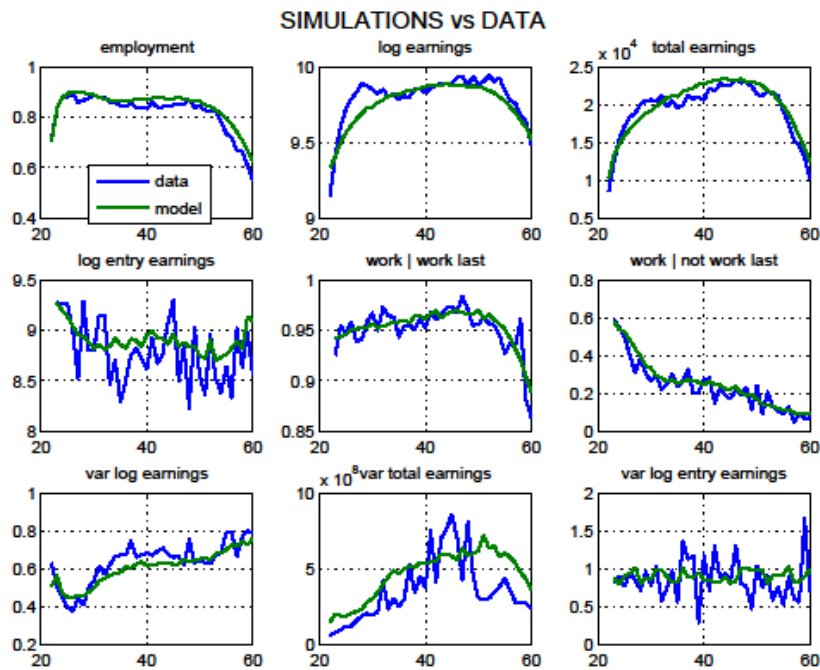 SIMULATIONS vs DATA
employment
log earnings
x 10^4 total earnings
1
0.8
0.6
0.4
data
model
20 40 60
10
9.5
9
20 40 60
2.5
2
1.5
1
0.5
20 40 60
log entry earnings
work | work last
work | not work last
9.5
9
8.5
8
20 40 60
1
0.95
0.9
0.85
20 40 60
0.8
0.6
0.4
0.2
0
20 40 60
var log earnings
x 10^8 var total earnings
var log entry earnings
1
0.8
0.6
0.4
0.2
20 40 60
10
5
0
20 40 60
2
1.5
1
0.5
0
20 40 60